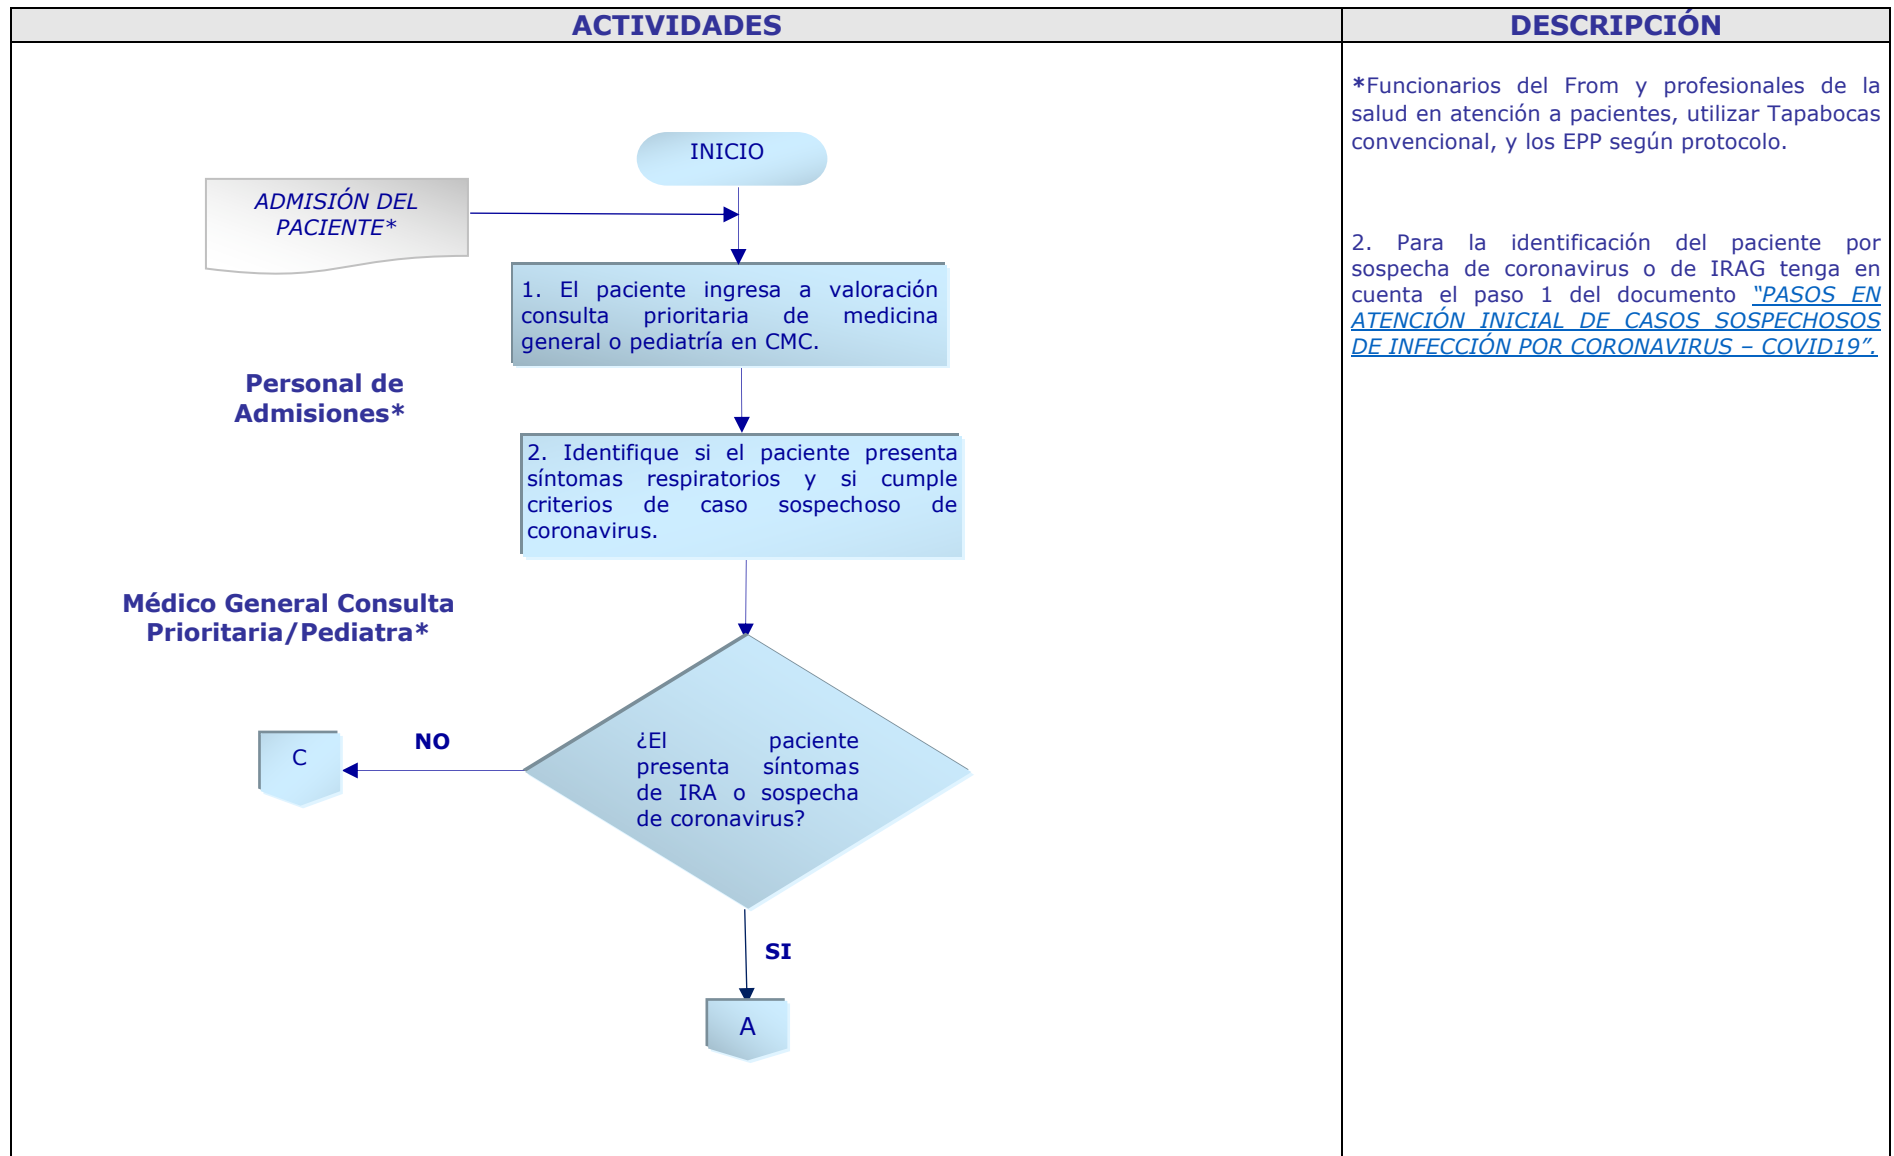 ACTIVIDADES
DESCRIPCIÓN
INICIO
ADMISIÓN DEL
PACIENTE*
1. El paciente ingresa a valoración
consulta prioritaria de medicina
general o pediatría en CMC.
Personal de
Admisiones*
2. Identifique si el paciente presenta
síntomas respiratorios y si cumple
criterios de caso sospechoso de
coronavirus.
Médico General Consulta
Prioritaria/Pediatra*
¿El paciente
presenta síntomas
de IRA o sospecha
de coronavirus?
NO
C
SI
A
*Funcionarios del From y profesionales de la
salud en atención a pacientes, utilizar Tapabocas
convencional, y los EPP según protocolo.
2. Para la identificación del paciente por
sospecha de coronavirus o de IRAG tenga en
cuenta el paso 1 del documento “PASOS EN
ATENCIÓN INICIAL DE CASOS SOSPECHOSOS
DE INFECCIÓN POR CORONAVIRUS – COVID19”.